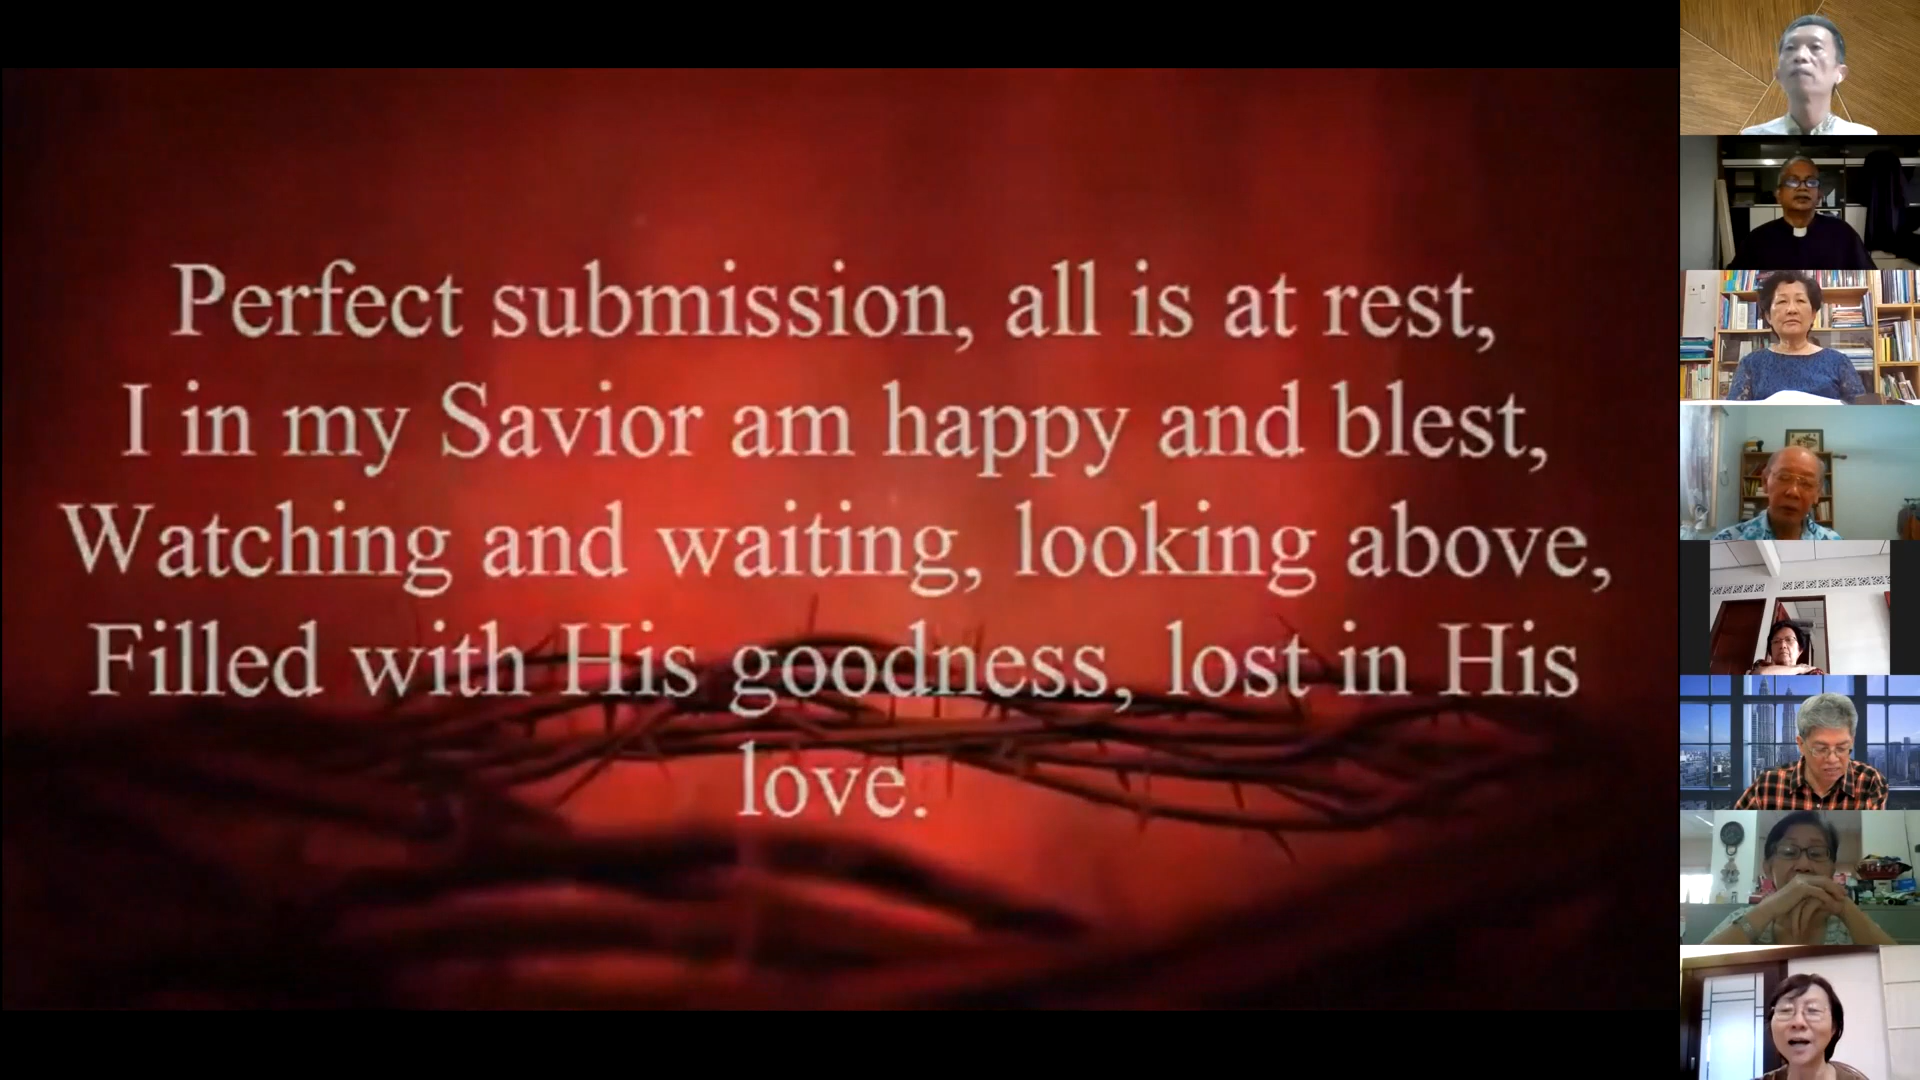 Perfect submission, all is at rest,
I in my Savior am happy and blest,
Watching and waiting, looking above,
Filled with His goodness, lost in His
love.